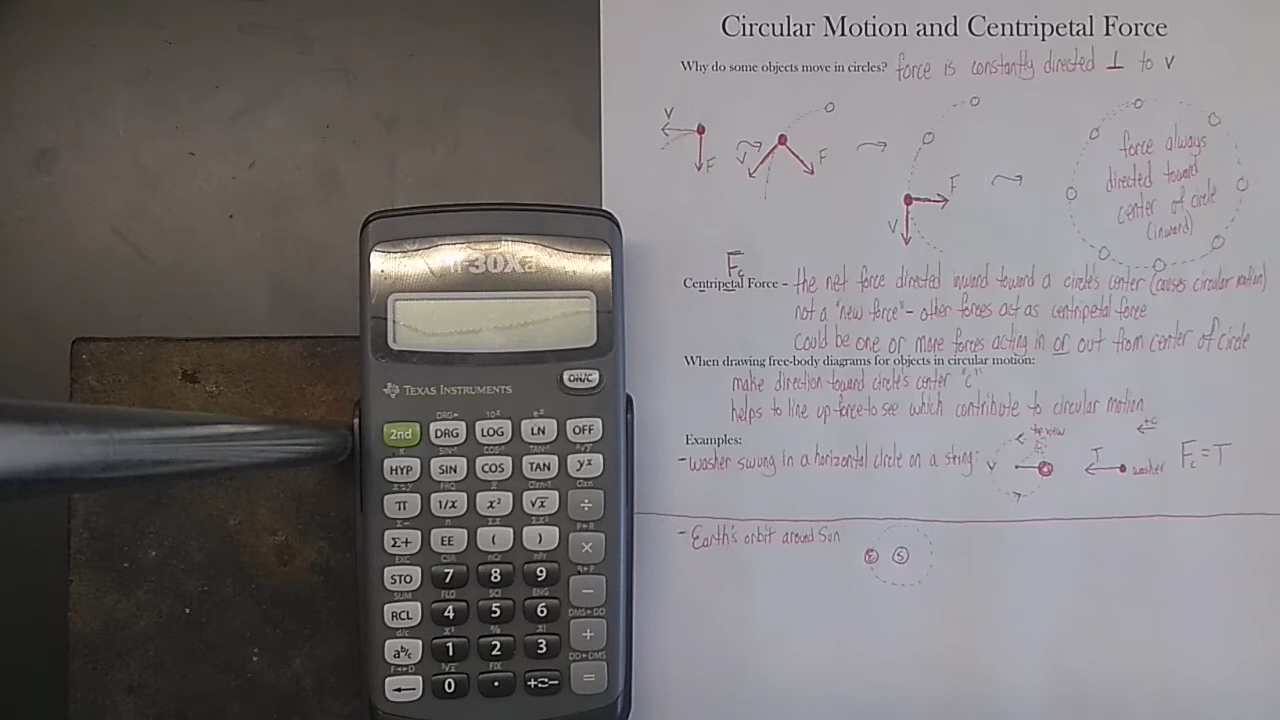 Circular Motion and Centripetal Force
Why do some objects move in circles? force is constantly directed ⊥ to v
v
F
v
F
F
v
force always
directed toward
center of circle
(inward)
Fc
Centripetal Force - the net force directed inward toward a circle's center (causes circular motion)
not a "new force" - other forces act as centripetal force
could be one or more forces acting in or out from center of circle
When drawing free-body diagrams for objects in circular motion:
make direction toward circle's center "c"
helps to line up force to see which contribute to circular motion
Examples:
top view
+c
- washer swung in a horizontal circle on a string:
v
T
washer
Fc = T
- Earth's orbit around Sun
E
S
TI-30Xa
TEXAS INSTRUMENTS
ON/C
2nd DRG LOG LN OFF
HYP SIN COS TAN yˣ
π 1/x x² √x ÷
Σ+ EE ( ) ×
STO 7 8 9 −
RCL 4 5 6 +
aᵇ/c 1 2 3 =
← 0 . +⇄−